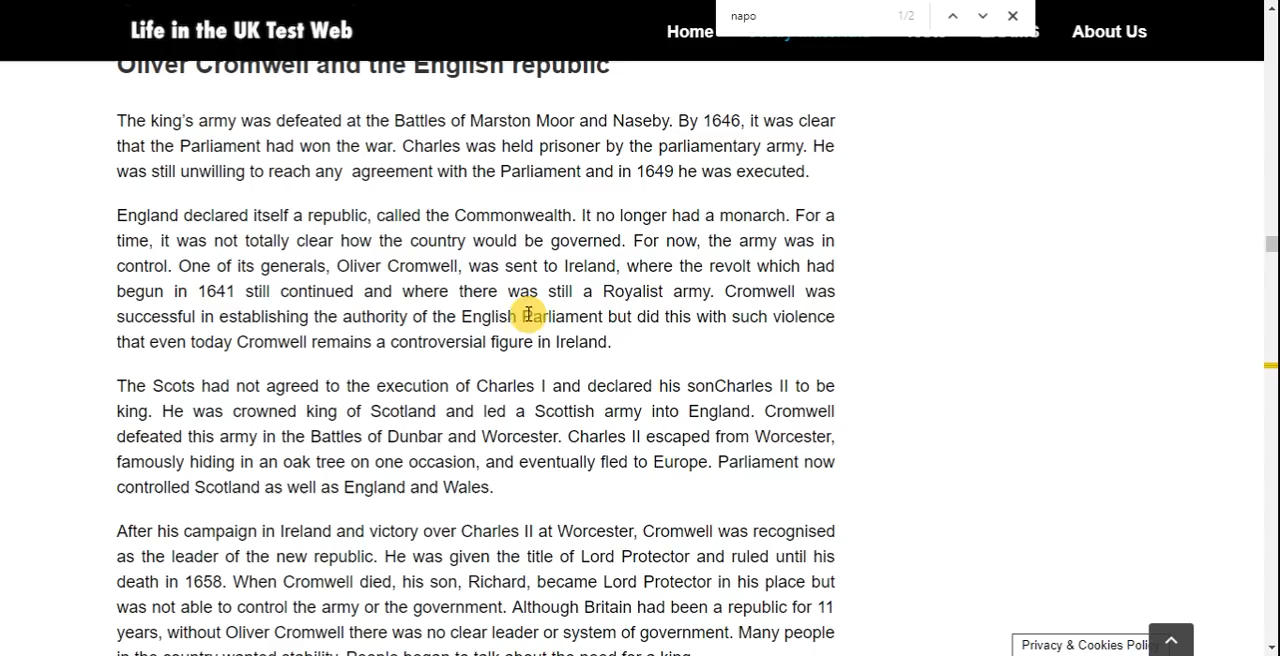 napo 1/2
Life in the UK Test Web
Home About Us
Oliver Cromwell and the English republic
The king's army was defeated at the Battles of Marston Moor and Naseby. By 1646, it was clear
that the Parliament had won the war. Charles was held prisoner by the parliamentary army. He
was still unwilling to reach any agreement with the Parliament and in 1649 he was executed.
England declared itself a republic, called the Commonwealth. It no longer had a monarch. For a
time, it was not totally clear how the country would be governed. For now, the army was in
control. One of its generals, Oliver Cromwell, was sent to Ireland, where the revolt which had
begun in 1641 still continued and where there was still a Royalist army. Cromwell was
successful in establishing the authority of the English Parliament but did this with such violence
that even today Cromwell remains a controversial figure in Ireland.
The Scots had not agreed to the execution of Charles I and declared his sonCharles II to be
king. He was crowned king of Scotland and led a Scottish army into England. Cromwell
defeated this army in the Battles of Dunbar and Worcester. Charles II escaped from Worcester,
famously hiding in an oak tree on one occasion, and eventually fled to Europe. Parliament now
controlled Scotland as well as England and Wales.
After his campaign in Ireland and victory over Charles II at Worcester, Cromwell was recognised
as the leader of the new republic. He was given the title of Lord Protector and ruled until his
death in 1658. When Cromwell died, his son, Richard, became Lord Protector in his place but
was not able to control the army or the government. Although Britain had been a republic for 11
years, without Oliver Cromwell there was no clear leader or system of government. Many people
in the country wanted stability. People began to talk about the need for a king.
Privacy & Cookies Policy